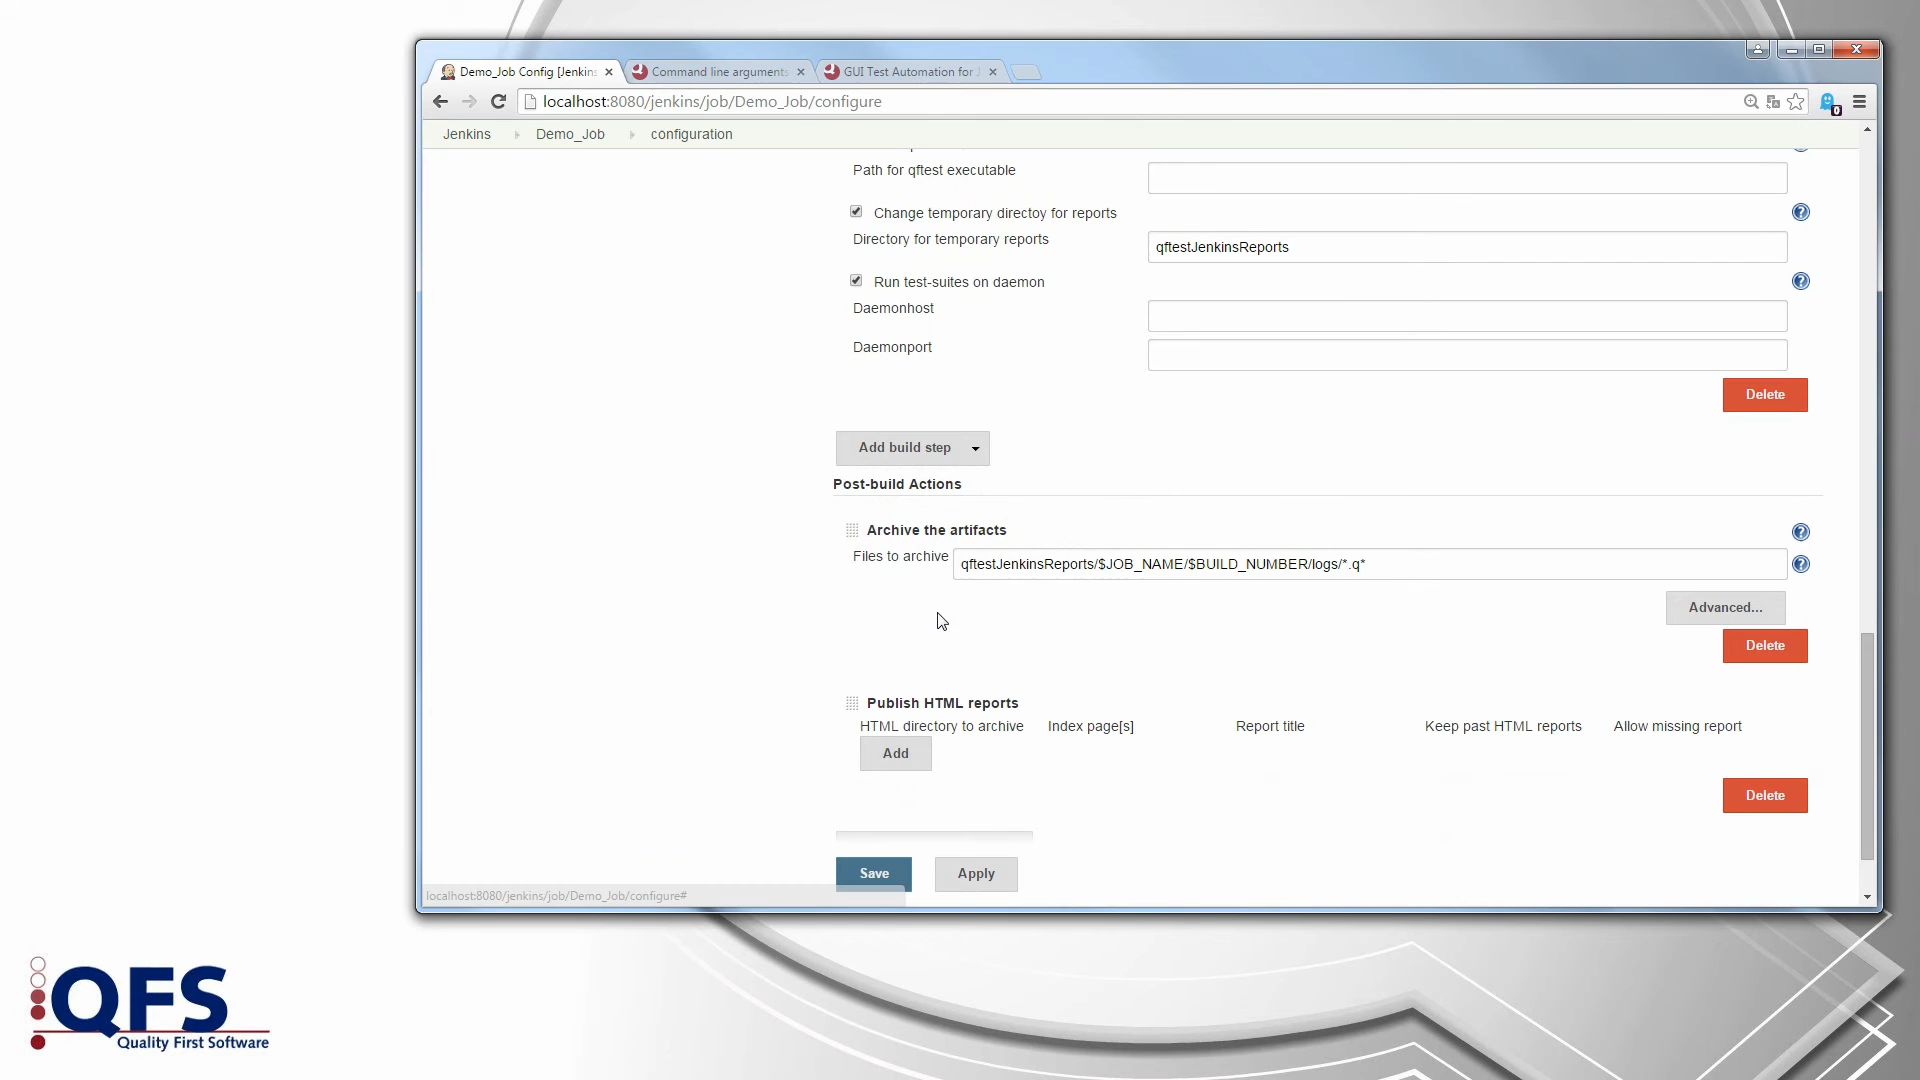 Demo_Job Config [Jenkins
Command line arguments
GUI Test Automation for J
localhost:8080/jenkins/job/Demo_Job/configure
0
Jenkins
Demo_Job
configuration
Path for qftest executable
Change temporary directoy for reports
Directory for temporary reports
qftestJenkinsReports
Run test-suites on daemon
Daemonhost
Daemonport
Delete
Add build step
Post-build Actions
Archive the artifacts
Files to archive
qftestJenkinsReports/$JOB_NAME/$BUILD_NUMBER/logs/*.q*
Advanced...
Delete
Publish HTML reports
HTML directory to archive
Index page[s]
Report title
Keep past HTML reports
Allow missing report
Add
Delete
Save
Apply
localhost:8080/jenkins/job/Demo_Job/configure#
QFS
Quality First Software